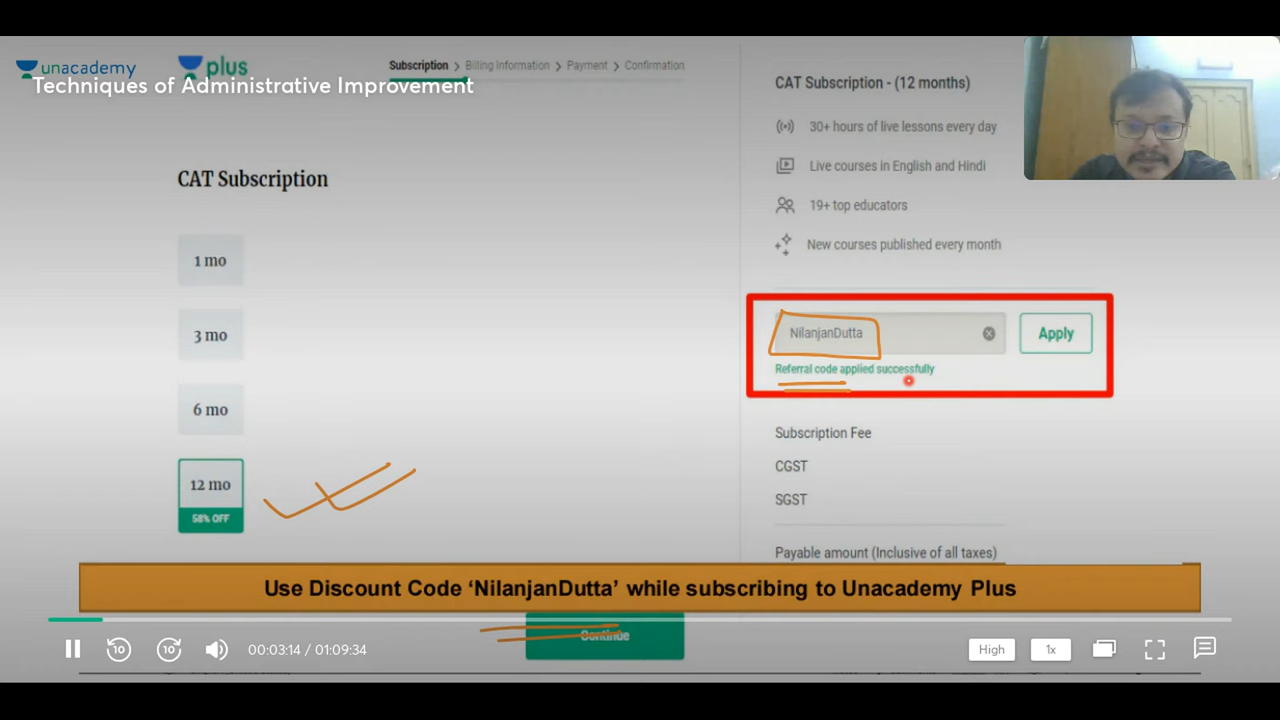 unacademy
plus
Subscription > Billing Information > Payment > Confirmation
Techniques of Administrative Improvement
CAT Subscription - (12 months)
30+ hours of live lessons every day
Live courses in English and Hindi
19+ top educators
New courses published every month
CAT Subscription
1 mo
3 mo
6 mo
12 mo
58% OFF
NilanjanDutta
Apply
Referral code applied successfully
Subscription Fee
CGST
SGST
Payable amount (Inclusive of all taxes)
Use Discount Code ‘NilanjanDutta’ while subscribing to Unacademy Plus
Continue
10
10
00:03:14 / 01:09:34
High
1x